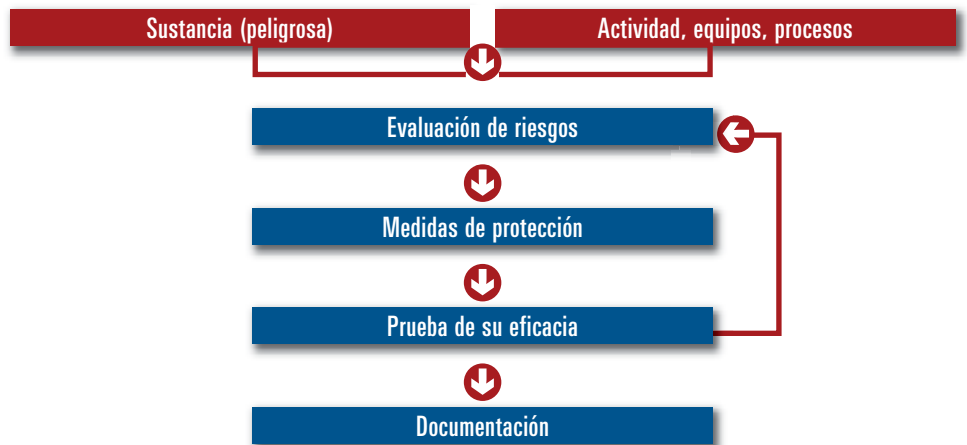 Sustancia (peligrosa)
Actividad, equipos, procesos
Evaluación de riesgos
Medidas de protección
Prueba de su eficacia
Documentación